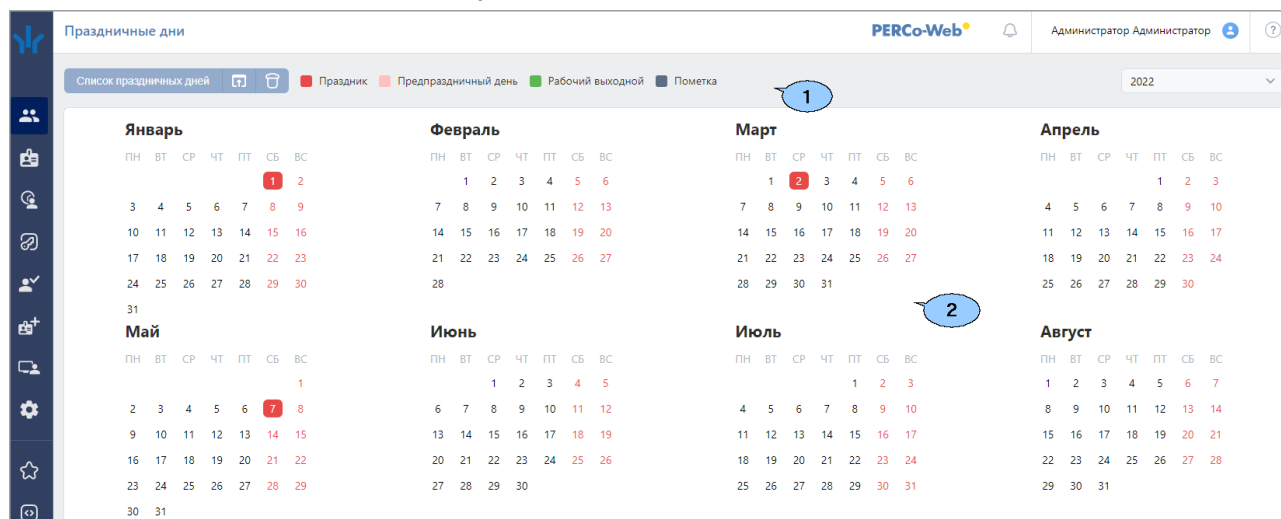 Праздничные дни PERCo-Web Администратор Администратор ?
Список праздничных дней Праздник Предпраздничный день Рабочий выходной Пометка 1 2022
Январь Февраль Март Апрель
ПН ВТ СР ЧТ ПТ СБ ВС ПН ВТ СР ЧТ ПТ СБ ВС ПН ВТ СР ЧТ ПТ СБ ВС ПН ВТ СР ЧТ ПТ СБ ВС
1 2 1 2 3 4 5 6 1 2 3 4 5 6 1 2 3
3 4 5 6 7 8 9 7 8 9 10 11 12 13 7 8 9 10 11 12 13 4 5 6 7 8 9 10
10 11 12 13 14 15 16 14 15 16 17 18 19 20 14 15 16 17 18 19 20 11 12 13 14 15 16 17
17 18 19 20 21 22 23 21 22 23 24 25 26 27 21 22 23 24 25 26 27 18 19 20 21 22 23 24
24 25 26 27 28 29 30 28 28 29 30 31 25 26 27 28 29 30
31
2
Май Июнь Июль Август
ПН ВТ СР ЧТ ПТ СБ ВС ПН ВТ СР ЧТ ПТ СБ ВС ПН ВТ СР ЧТ ПТ СБ ВС ПН ВТ СР ЧТ ПТ СБ ВС
1 1 2 3 4 5 1 2 3 1 2 3 4 5 6 7
2 3 4 5 6 7 8 6 7 8 9 10 11 12 4 5 6 7 8 9 10 8 9 10 11 12 13 14
9 10 11 12 13 14 15 13 14 15 16 17 18 19 11 12 13 14 15 16 17 15 16 17 18 19 20 21
16 17 18 19 20 21 22 20 21 22 23 24 25 26 18 19 20 21 22 23 24 22 23 24 25 26 27 28
23 24 25 26 27 28 29 27 28 29 30 25 26 27 28 29 30 31 29 30 31
30 31